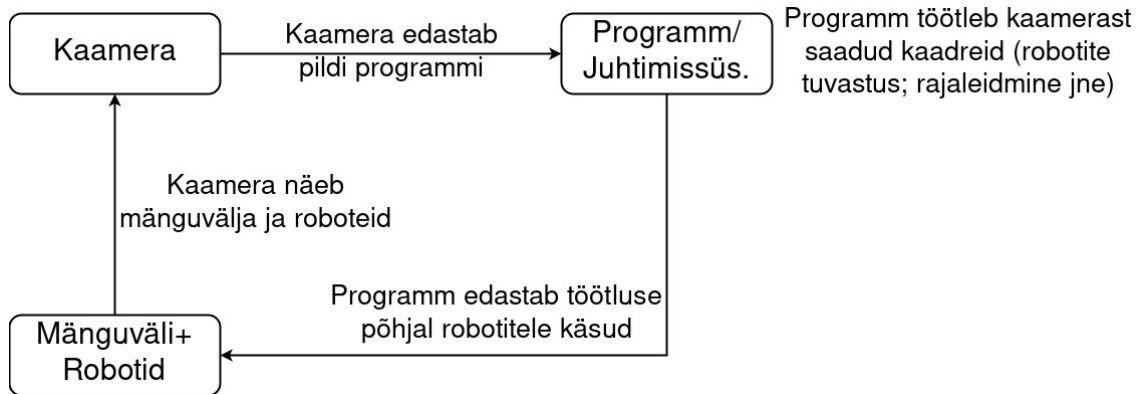 Kaamera
Kaamera edastab
pildi programmi
Programm/
Juhtimissüs.
Programm töötleb kaamerast
saadud kaadreid (robotite
tuvastus; rajaleidmine jne)
Kaamera näeb
mänguvälja ja roboteid
Programm edastab töötluse
põhjal robotitele käsud
Mänguväli+
Robotid